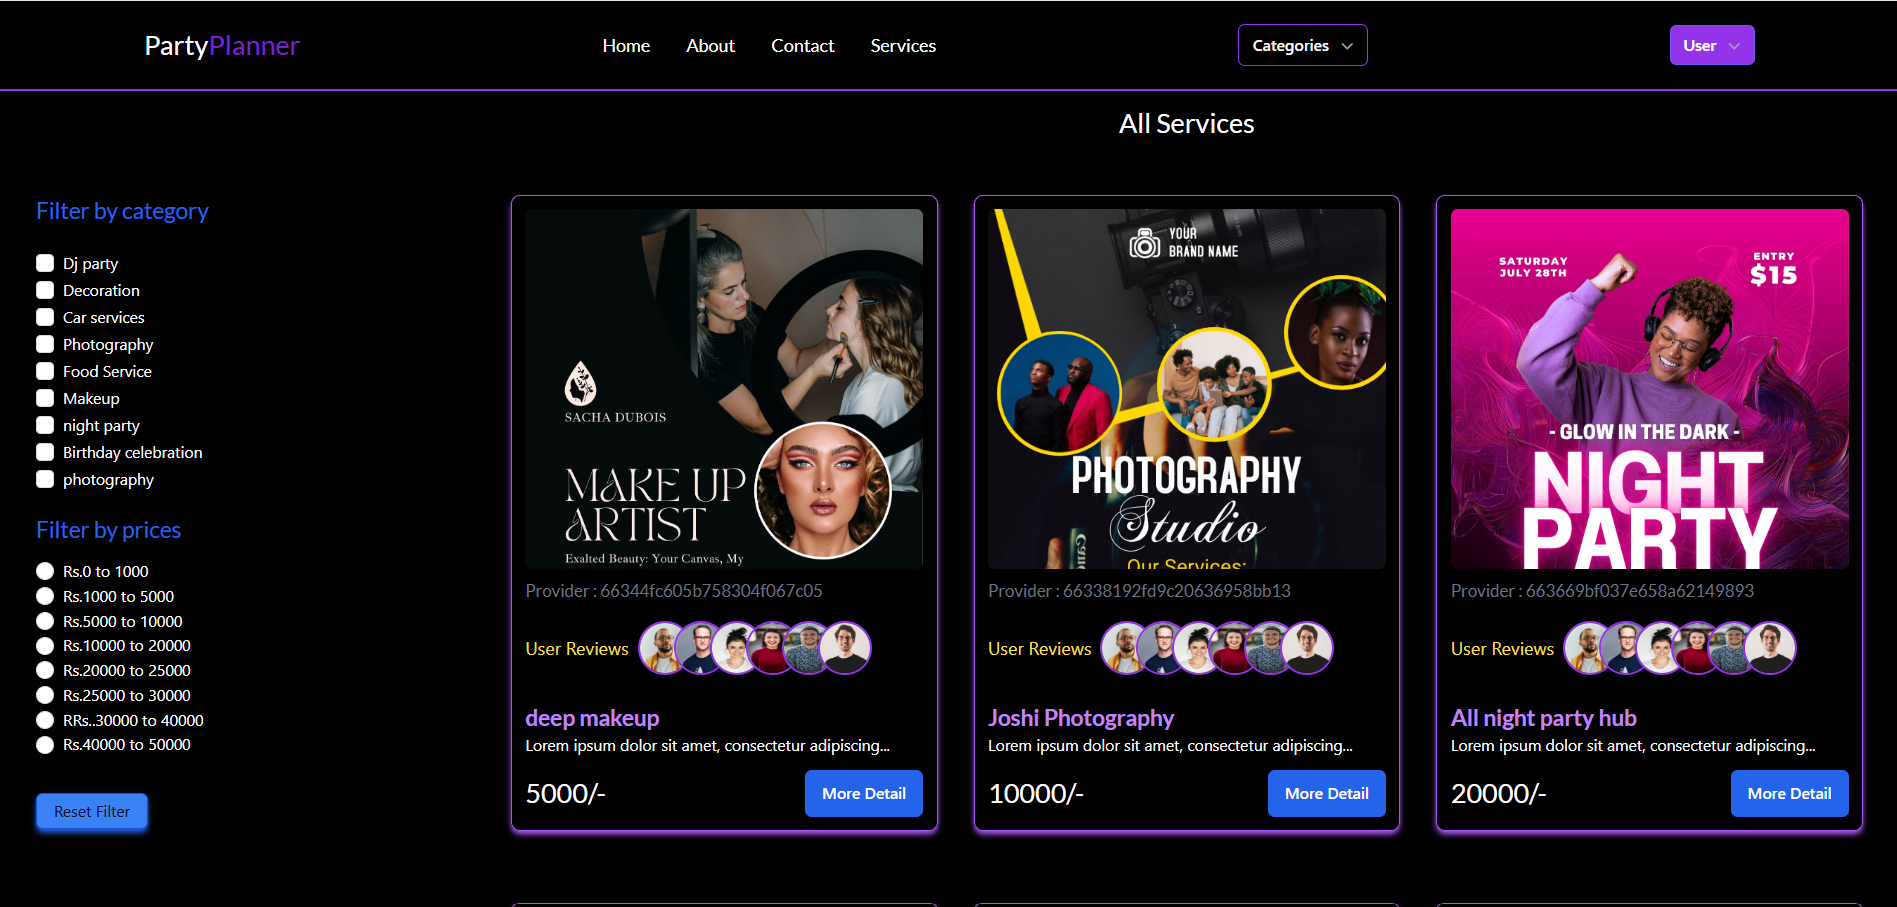 PartyPlanner
Home About Contact Services
Categories
User
All Services
Filter by category
Dj party
Decoration
Car services
Photography
Food Service
Makeup
night party
Birthday celebration
photography
Filter by prices
Rs.0 to 1000
Rs.1000 to 5000
Rs.5000 to 10000
Rs.10000 to 20000
Rs.20000 to 25000
Rs.25000 to 30000
RRs..30000 to 40000
Rs.40000 to 50000
Reset Filter
SACHA DUBOIS
MAKE UP
ARTIST
Exalted Beauty: Your Canvas, My
Provider : 66344fc605b758304f067c05
User Reviews
deep makeup
Lorem ipsum dolor sit amet, consectetur adipiscing...
5000/-
More Detail
YOUR
BRAND NAME
PHOTOGRAPHY
Studio
Our Services:
Provider : 66338192fd9c20636958bb13
User Reviews
Joshi Photography
Lorem ipsum dolor sit amet, consectetur adipiscing...
10000/-
More Detail
SATURDAY
JULY 28TH
ENTRY
$15
- GLOW IN THE DARK -
NIGHT
PARTY
Provider : 663669bf037e658a62149893
User Reviews
All night party hub
Lorem ipsum dolor sit amet, consectetur adipiscing...
20000/-
More Detail